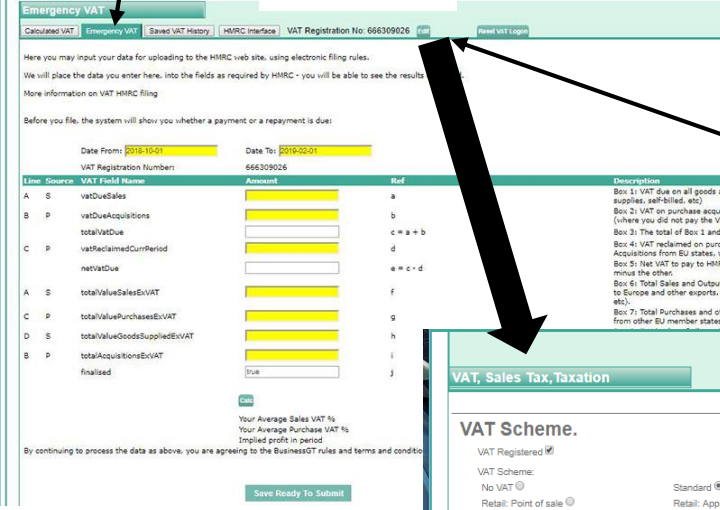 Emergency VAT
Calculated VAT Emergency VAT Saved VAT History HMRC Interface VAT Registration No: 666309026 Edit Reset VAT Logon
Here you may input your data for uploading to the HMRC web site, using electronic filing rules.
We will place the data you enter here, into the fields as required by HMRC - you will be able to see the results
More information on VAT HMRC filing
Before you file, the system will show you whether a payment or a repayment is due:
Date From: 2018-10-01 Date To: 2019-02-01
VAT Registration Number: 666309026
Line Source VAT Field Name Amount Ref Description
A S vatDueSales a Box 1: VAT due on all goods
supplies, self-billed, etc)
B P vatDueAcquisitions b Box 2: VAT on purchase
(where you did not pay the
totalVatDue c = a + b Box 3: The total of Box 1 and
C P vatReclaimedCurrPeriod d Box 4: VAT reclaimed on
Acquisitions from EU states,
netVatDue e = c - d Box 5: Net VAT to pay to
minus the other.
A S totalValueSalesExVAT f Box 6: Total Sales and
to Europe and other exports.
etc).
C P totalValuePurchasesExVAT g Box 7: Total Purchases and
from other EU member states
D S totalValueGoodsSuppliedExVAT h
B P totalAcquisitionsExVAT i
finalised true j
Calc
Your Average Sales VAT %
Your Average Purchase VAT %
Implied profit in period
By continuing to process the data as above, you are agreeing to the BusinessGT rules and terms and
Save Ready To Submit
VAT, Sales Tax,Taxation
VAT Scheme.
VAT Registered
VAT Scheme:
No VAT Standard
Retail: Point of sale Retail: App